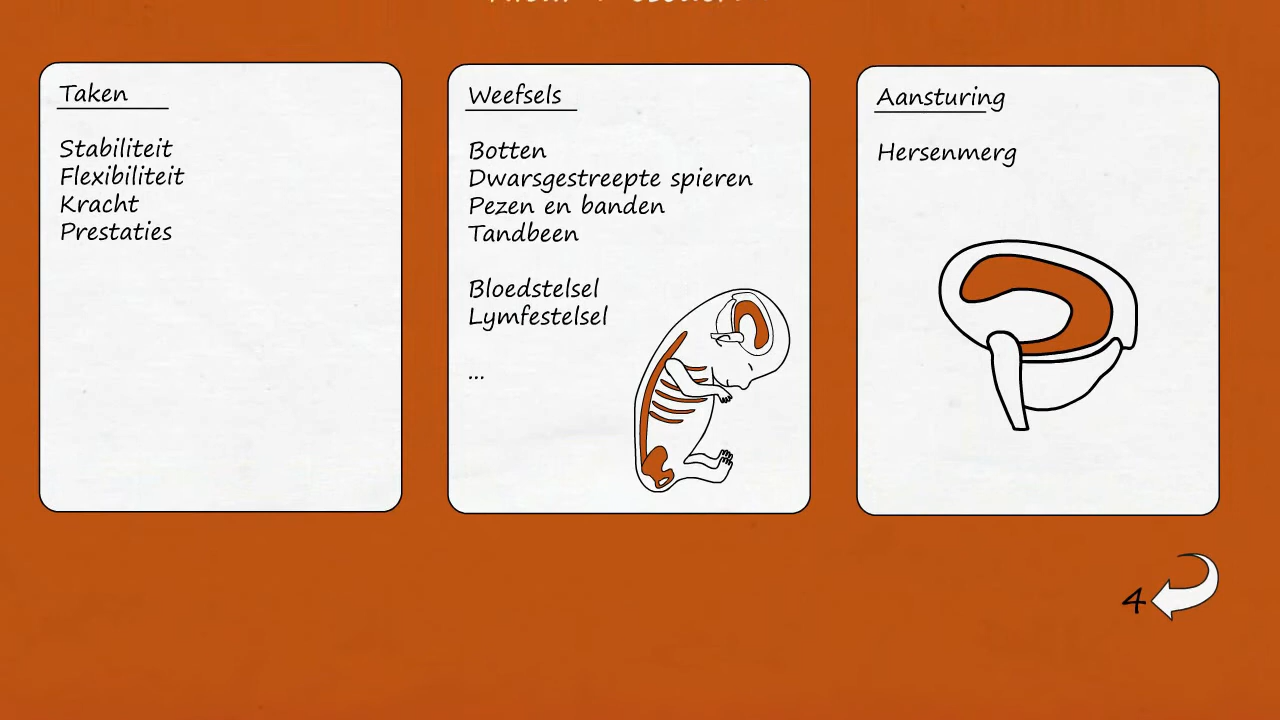 Taken
Stabiliteit
Flexibiliteit
Kracht
Prestaties
Weefsels
Botten
Dwarsgestreepte spieren
Pezen en banden
Tandbeen
Bloedstelsel
Lymfestelsel
...
Aansturing
Hersenmerg
4